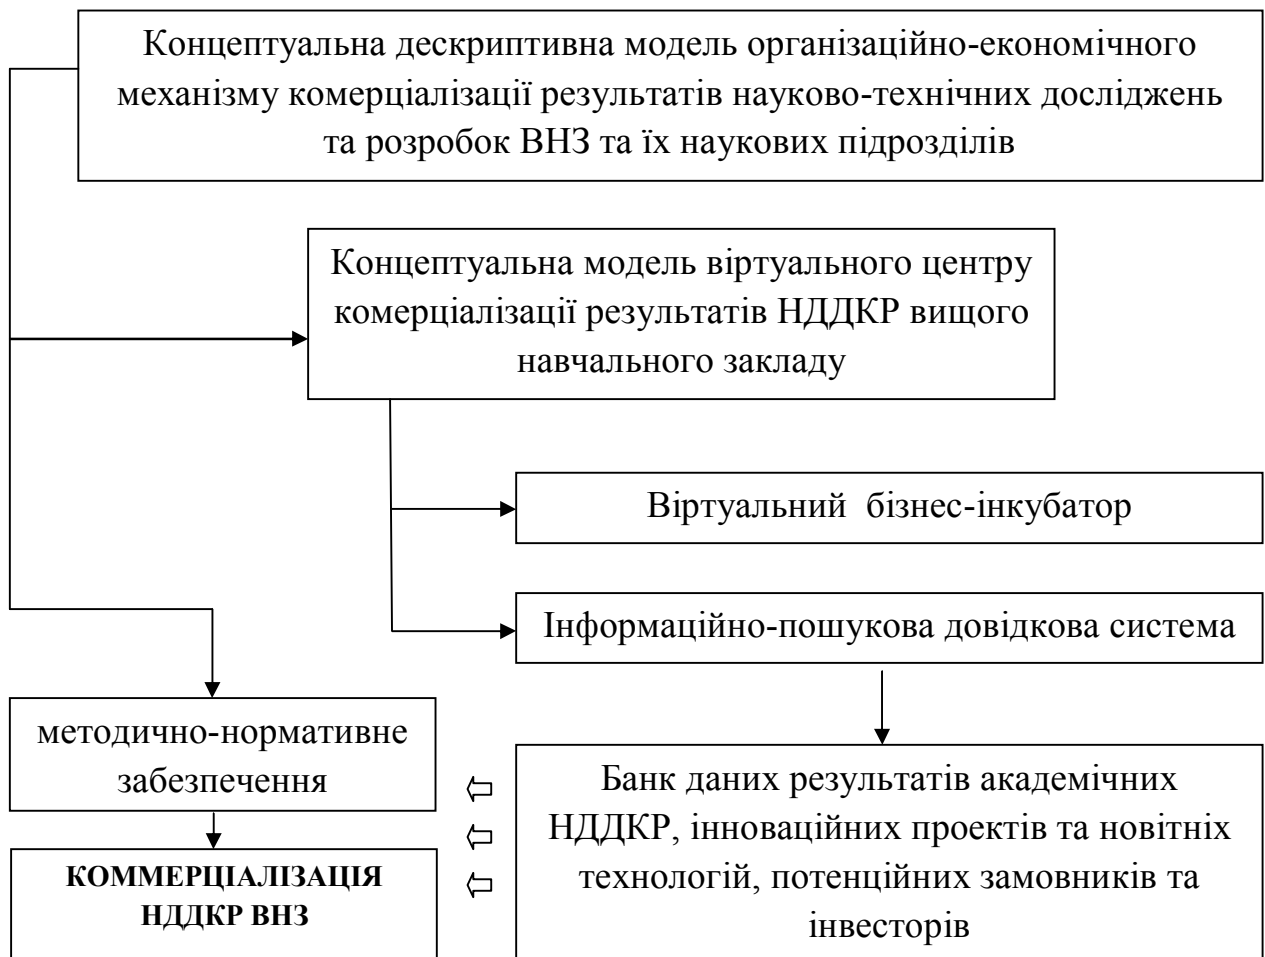 Концептуальна дескриптивна модель організаційно-економічного
механізму комерціалізації результатів науково-технічних досліджень
та розробок ВНЗ та їх наукових підрозділів
Концептуальна модель віртуального центру
комерціалізації результатів НДДКР вищого
навчального закладу
Віртуальний бізнес-інкубатор
Інформаційно-пошукова довідкова система
методично-нормативне
забезпечення
Банк даних результатів академічних
НДДКР, інноваційних проектів та новітніх
технологій, потенційних замовників та
інвесторів
КОММЕРЦІАЛІЗАЦІЯ
НДДКР ВНЗ